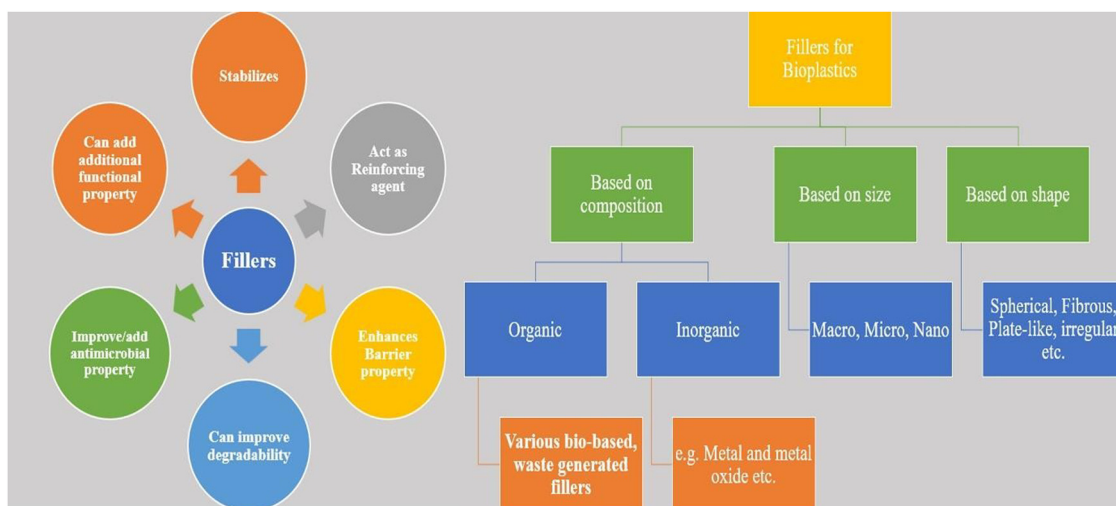 Stabilizes
Can add
additional
functional
property
Act as
Reinforcing
agent
Fillers
Improve/add
antimicrobial
property
Enhances
Barrier
property
Can improve
degradability
Fillers for
Bioplastics
Based on
composition
Based on size
Based on shape
Organic
Inorganic
Macro, Micro, Nano
Spherical, Fibrous,
Plate-like, irregular
etc.
Various bio-based,
waste generated
fillers
e.g. Metal and metal
oxide etc.